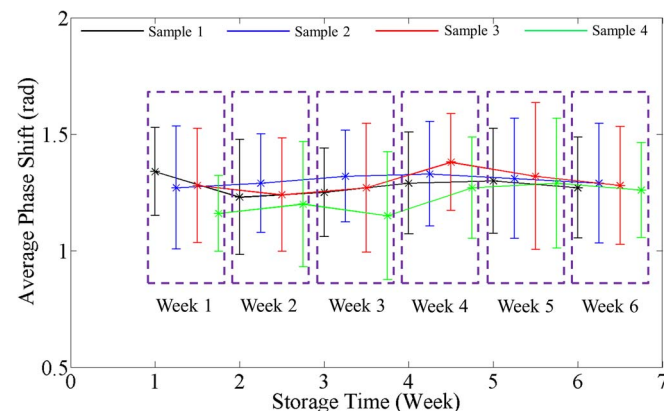 2
Sample 1 Sample 2 Sample 3 Sample 4
1.5
Average Phase Shift (rad)
1
Week 1 Week 2 Week 3 Week 4 Week 5 Week 6
0.5
0 1 2 3 4 5 6 7
Storage Time (Week)